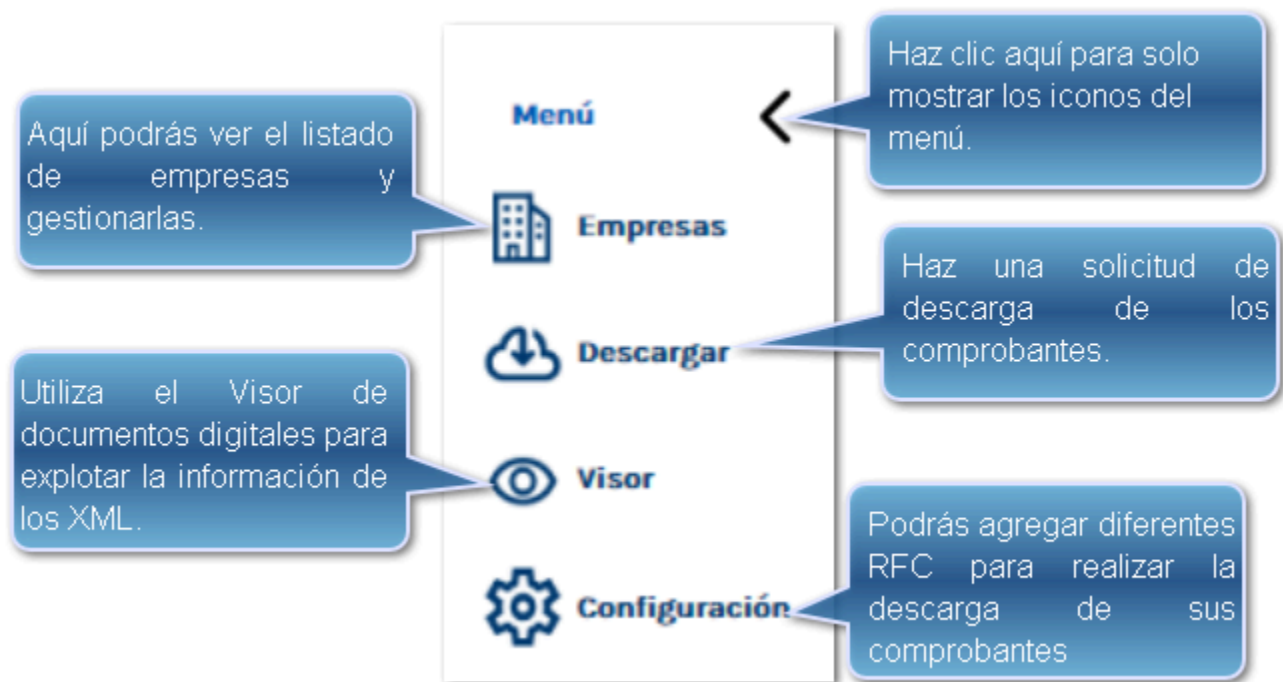 Menú
Haz clic aquí para solo
mostrar los iconos del
menú.
Aquí podrás ver el listado
de empresas y
gestionarlas.
Empresas
Haz una solicitud de
descarga de los
comprobantes.
Descargar
Utiliza el Visor de
documentos digitales para
explotar la información de
los XML.
Visor
Podrás agregar diferentes
RFC para realizar la
descarga de sus
comprobantes
Configuración